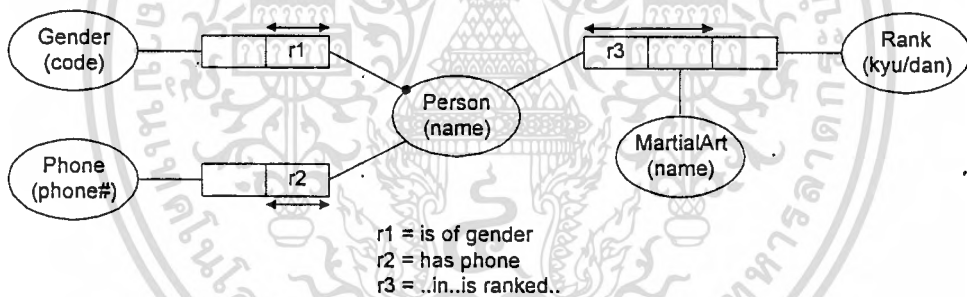 Gender
(code)
r1
r3
Rank
(kyu/dan)
Person
(name)
MartialArt
(name)
Phone
(phone#)
r2
r1 = is of gender
r2 = has phone
r3 = ..in..is ranked..